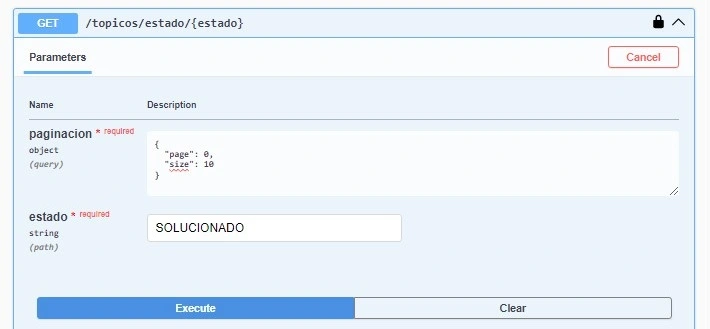 GET /topicos/estado/{estado}
Parameters
Cancel
Name Description
paginacion * required
object
(query)
{
"page": 0,
"size": 10
}
estado * required
string
(path)
SOLUCIONADO
Execute
Clear